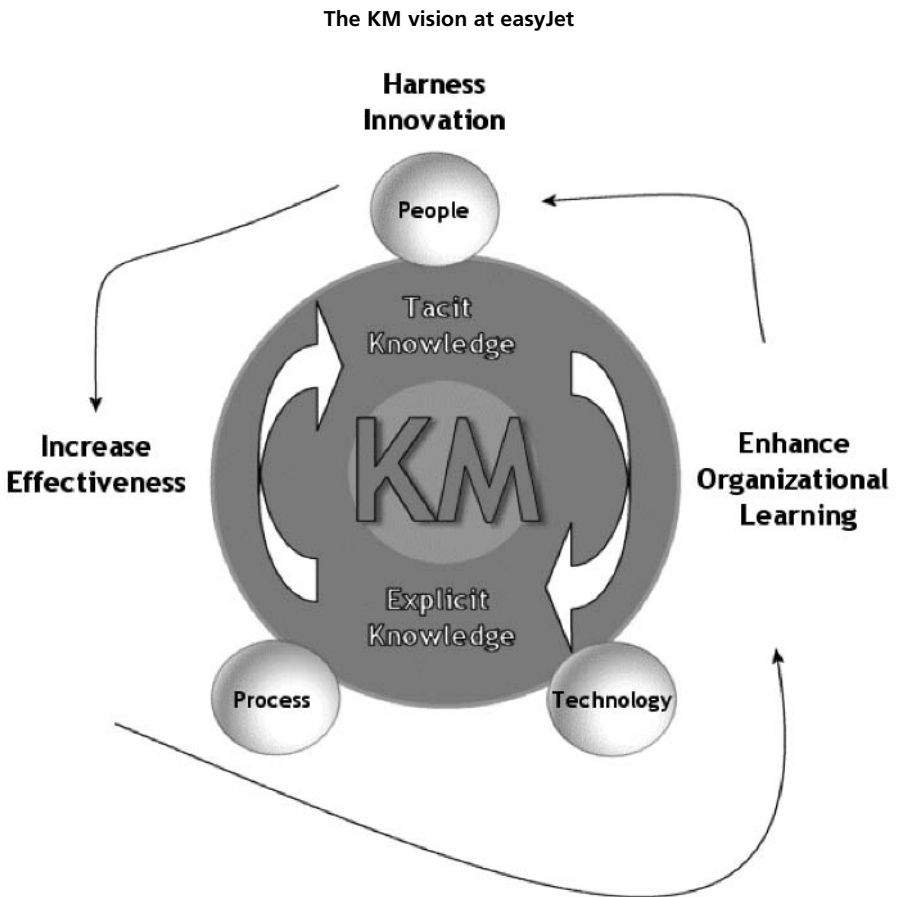 The KM vision at easyJet
Harness
Innovation
People
Tacit
Knowledge
KM
Increase
Effectiveness
Enhance
Organizational
Learning
Explicit
Knowledge
Process
Technology